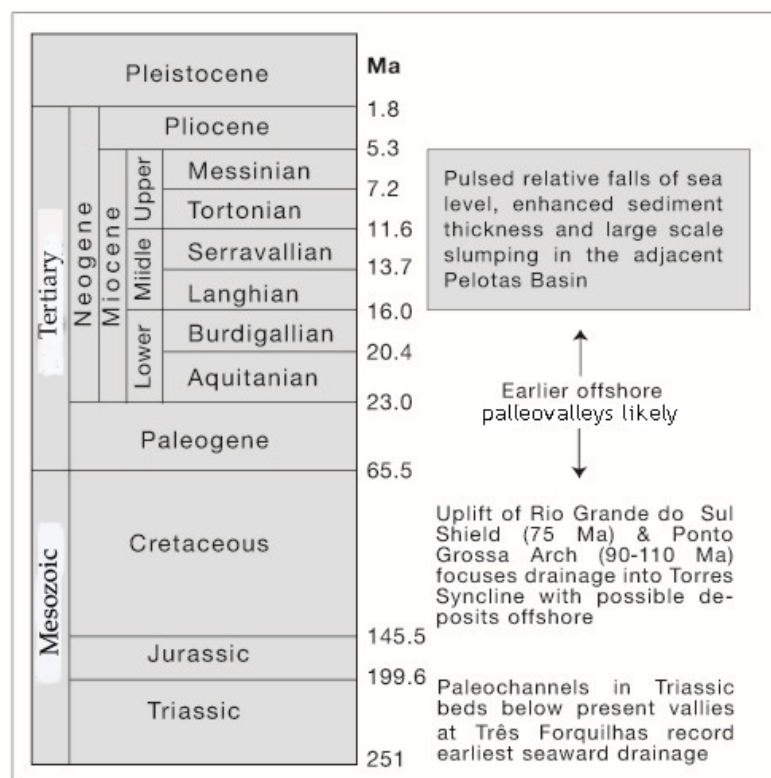 Ma
Pleistocene
1.8
Tertiary
Neogene
Pliocene
5.3
Miocene
Upper
Messinian
7.2
Tortonian
11.6
Miidle
Serravallian
13.7
Langhian
16.0
Lower
Burdigallian
20.4
Aquitanian
23.0
Paleogene
65.5
Mesozoic
Cretaceous
145.5
Jurassic
199.6
Triassic
251
Pulsed relative falls of sea
level, enhanced sediment
thickness and large scale
slumping in the adjacent
Pelotas Basin
Earlier offshore
palleovalleys likely
Uplift of Rio Grande do Sul
Shield (75 Ma) & Ponto
Grossa Arch (90-110 Ma)
focuses drainage into Torres
Syncline with possible de-
posits offshore
Paleochannels in Triassic
beds below present vallies
at Três Forquilhas record
earliest seaward drainage